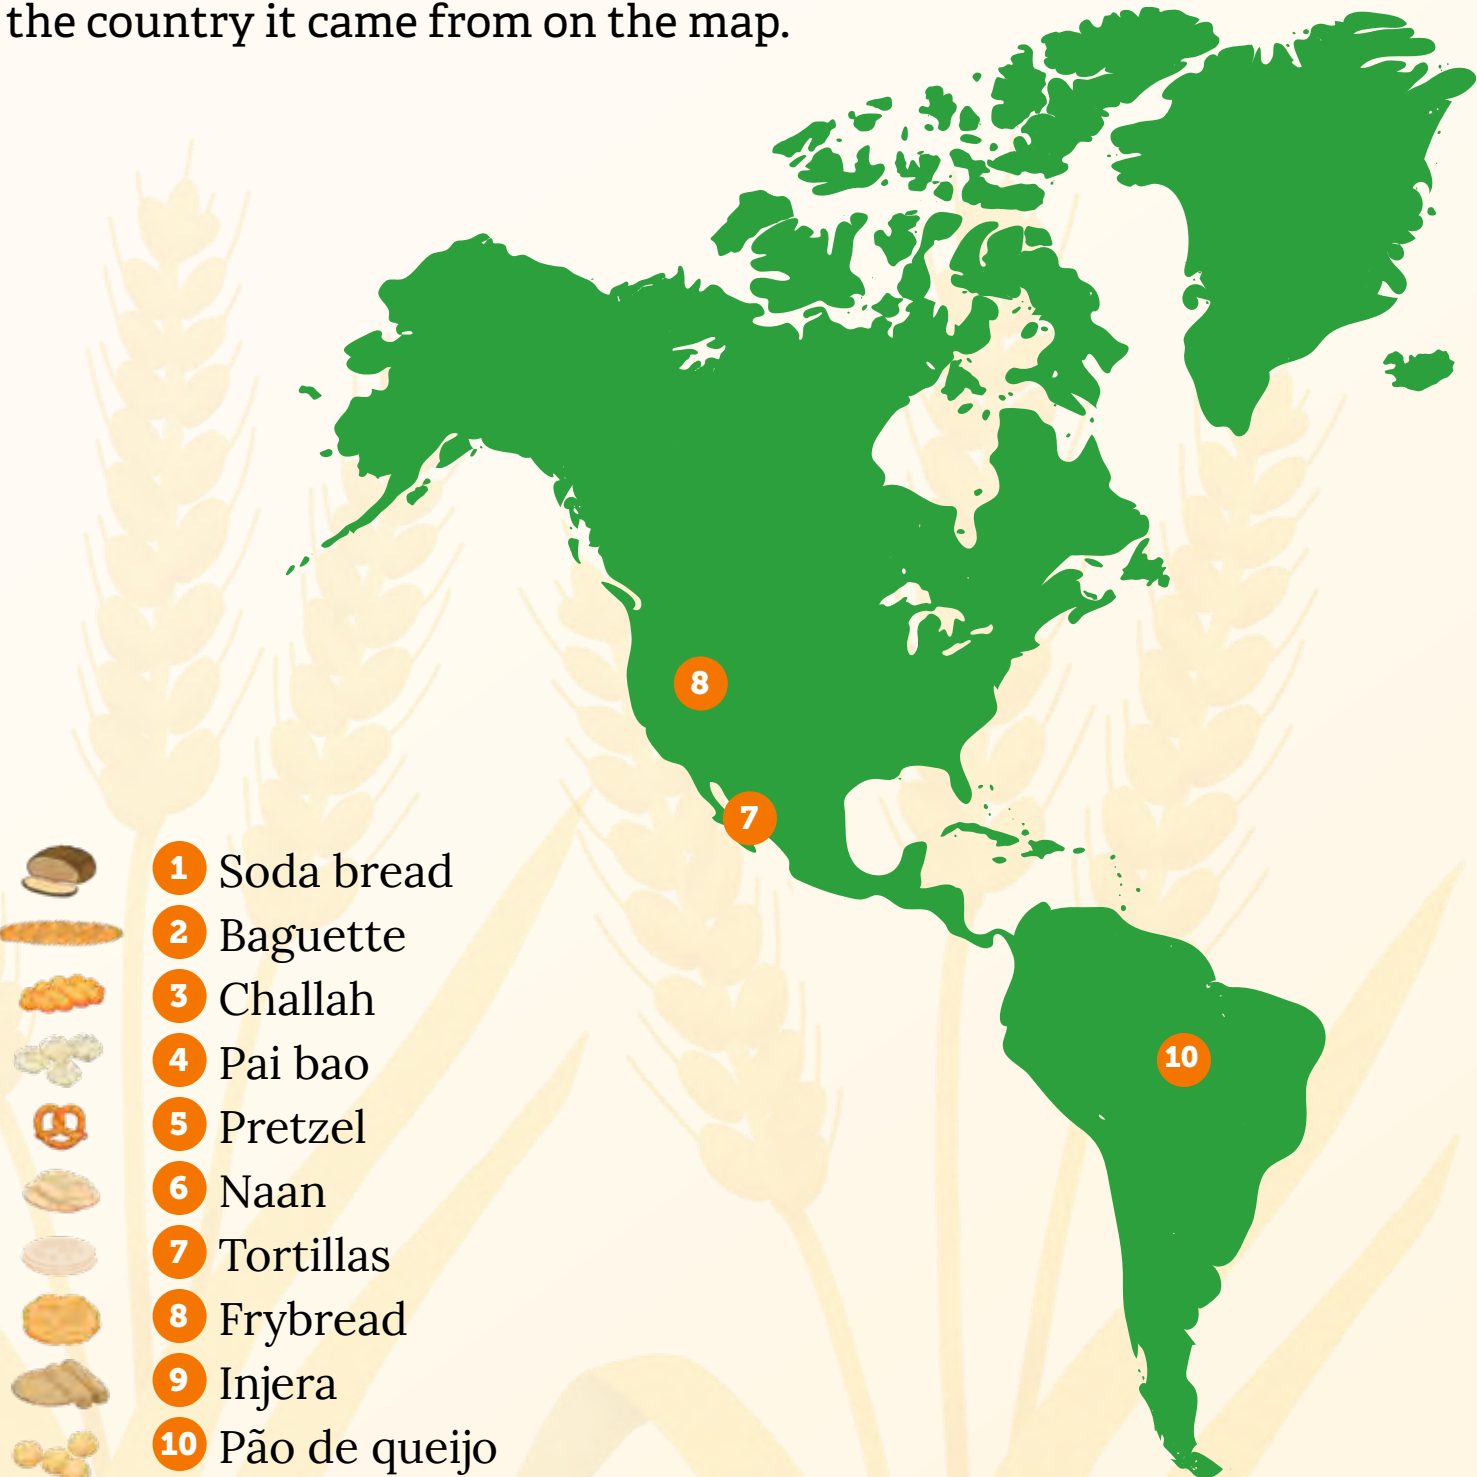 the country it came from on the map.
8
7
10
1 Soda bread
2 Baguette
3 Challah
4 Pai bao
5 Pretzel
6 Naan
7 Tortillas
8 Frybread
9 Injera
10 Pão de queijo